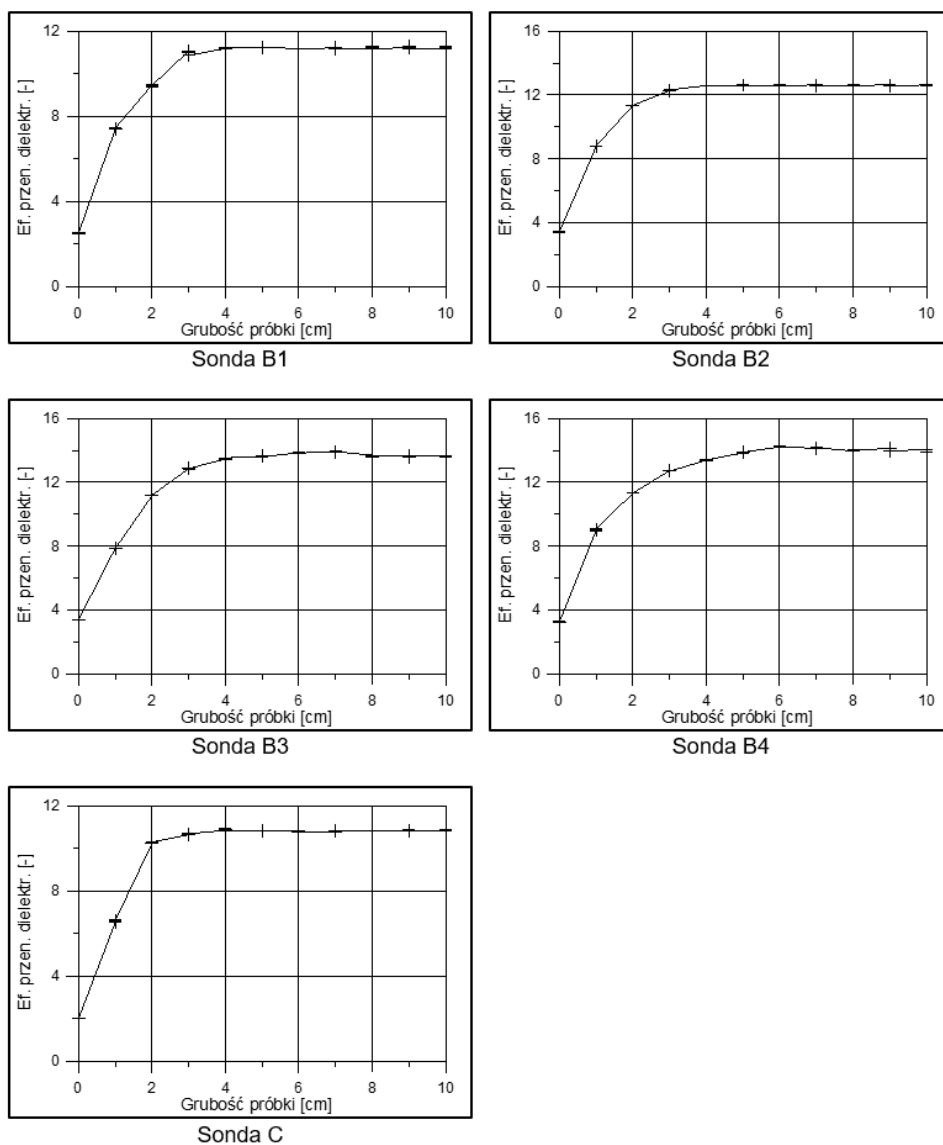 12
8
4
0
Ef. przen. dielektr. [-]
0 2 4 6 8 10
Grubość próbki [cm]
Sonda B1
16
12
8
4
0
Ef. przen. dielektr. [-]
0 2 4 6 8 10
Grubość próbki [cm]
Sonda B2
16
12
8
4
0
Ef. przen. dielektr. [-]
0 2 4 6 8 10
Grubość próbki [cm]
Sonda B3
16
12
8
4
0
Ef. przen. dielektr. [-]
0 2 4 6 8 10
Grubość próbki [cm]
Sonda B4
12
8
4
0
Ef. przen. dielektr. [-]
0 2 4 6 8 10
Grubość próbki [cm]
Sonda C